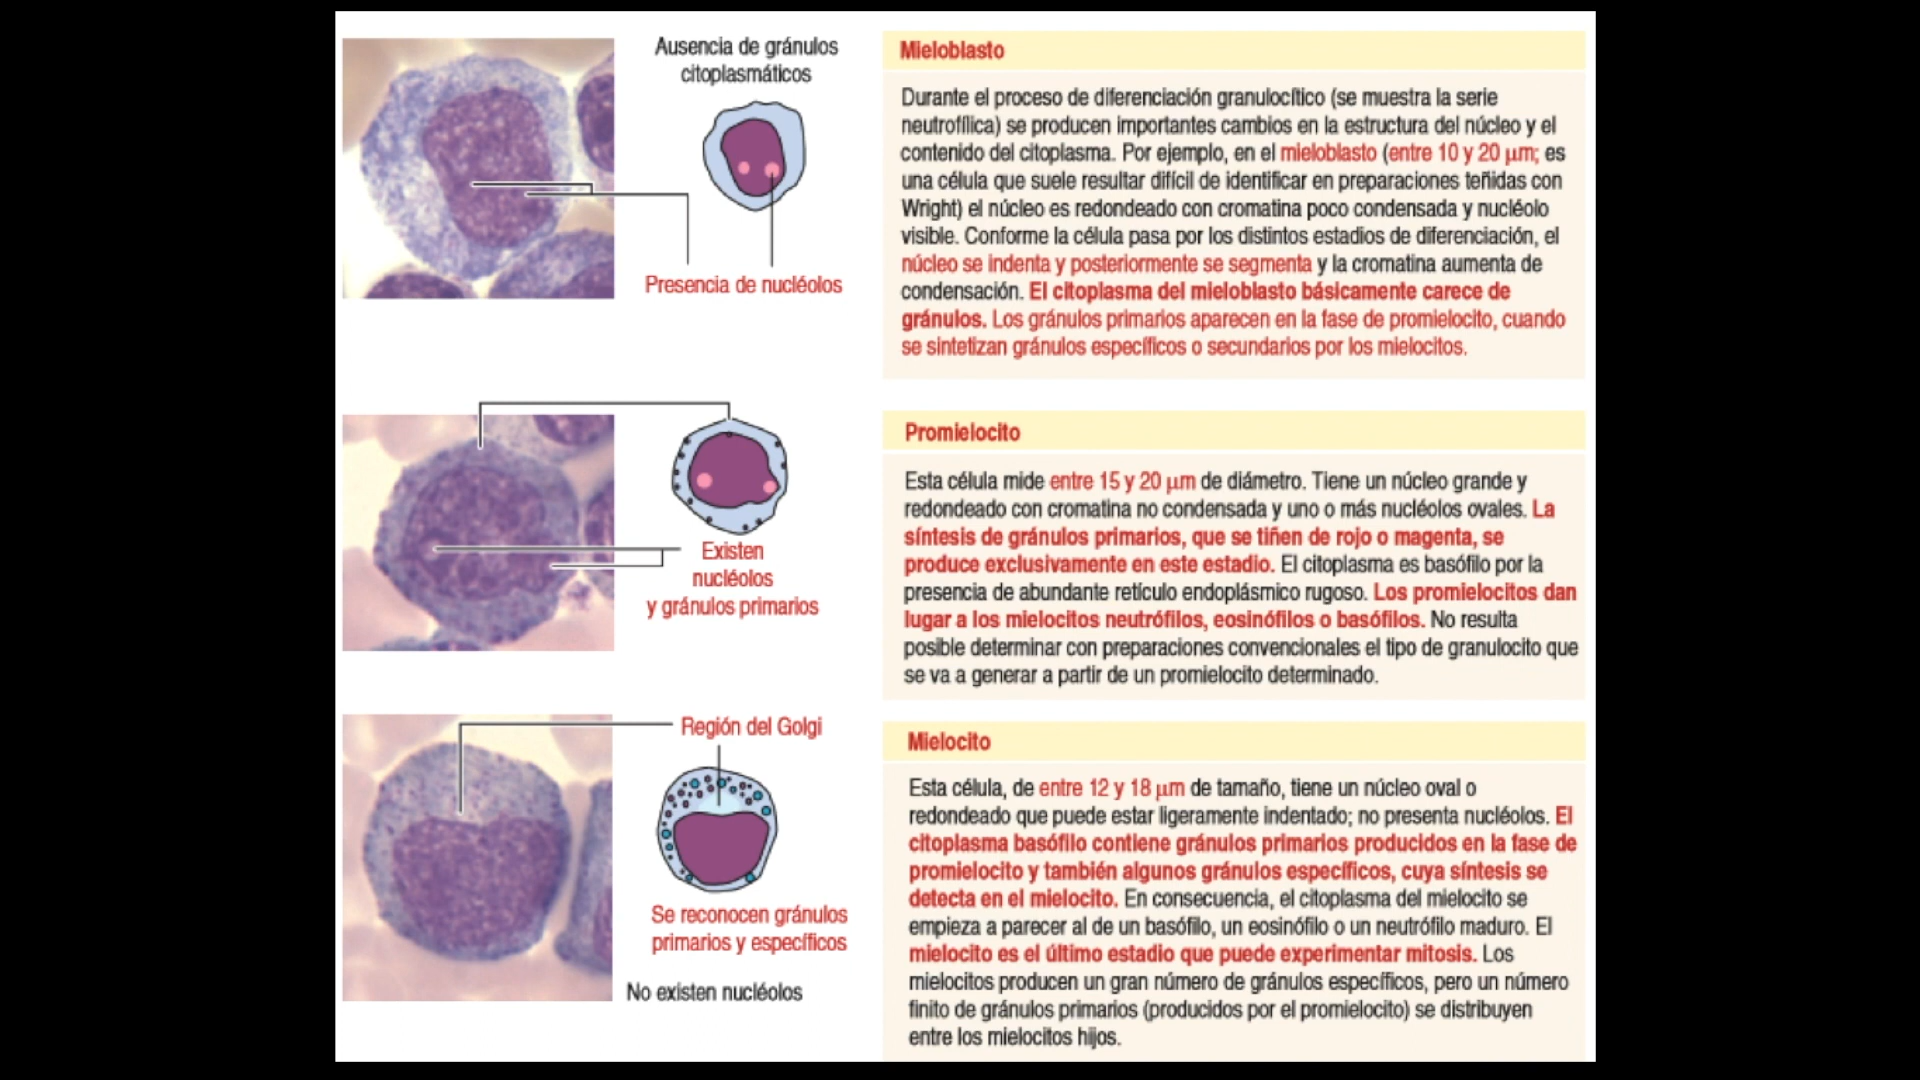 Ausencia de gránulos
citoplasmáticos
Presencia de nucléolos
Mieloblasto
Durante el proceso de diferenciación granulocítico (se muestra la serie
neutrofílica) se producen importantes cambios en la estructura del núcleo y el
contenido del citoplasma. Por ejemplo, en el mieloblasto (entre 10 y 20 μm; es
una célula que suele resultar difícil de identificar en preparaciones teñidas con
Wright) el núcleo es redondeado con cromatina poco condensada y nucléolo
visible. Conforme la célula pasa por los distintos estadios de diferenciación, el
núcleo se indenta y posteriormente se segmenta y la cromatina aumenta de
condensación. El citoplasma del mieloblasto básicamente carece de
gránulos. Los gránulos primarios aparecen en la fase de promielocito, cuando
se sintetizan gránulos específicos o secundarios por los mielocitos.
Existen
nucléolos
y gránulos primarios
Promielocito
Esta célula mide entre 15 y 20 μm de diámetro. Tiene un núcleo grande y
redondeado con cromatina no condensada y uno o más nucléolos ovales. La
síntesis de gránulos primarios, que se tiñen de rojo o magenta, se
produce exclusivamente en este estadio. El citoplasma es basófilo por la
presencia de abundante retículo endoplásmico rugoso. Los promielocitos dan
lugar a los mielocitos neutrófilos, eosinófilos o basófilos. No resulta
posible determinar con preparaciones convencionales el tipo de granulocito que
se va a generar a partir de un promielocito determinado.
Región del Golgi
Se reconocen gránulos
primarios y específicos
No existen nucléolos
Mielocito
Esta célula, de entre 12 y 18 μm de tamaño, tiene un núcleo oval o
redondeado que puede estar ligeramente indentado; no presenta nucléolos. El
citoplasma basófilo contiene gránulos primarios producidos en la fase de
promielocito y también algunos gránulos específicos, cuya síntesis se
detecta en el mielocito. En consecuencia, el citoplasma del mielocito se
empieza a parecer al de un basófilo, un eosinófilo o un neutrófilo maduro. El
mielocito es el último estadio que puede experimentar mitosis. Los
mielocitos producen un gran número de gránulos específicos, pero un número
finito de gránulos primarios (producidos por el promielocito) se distribuyen
entre los mielocitos hijos.